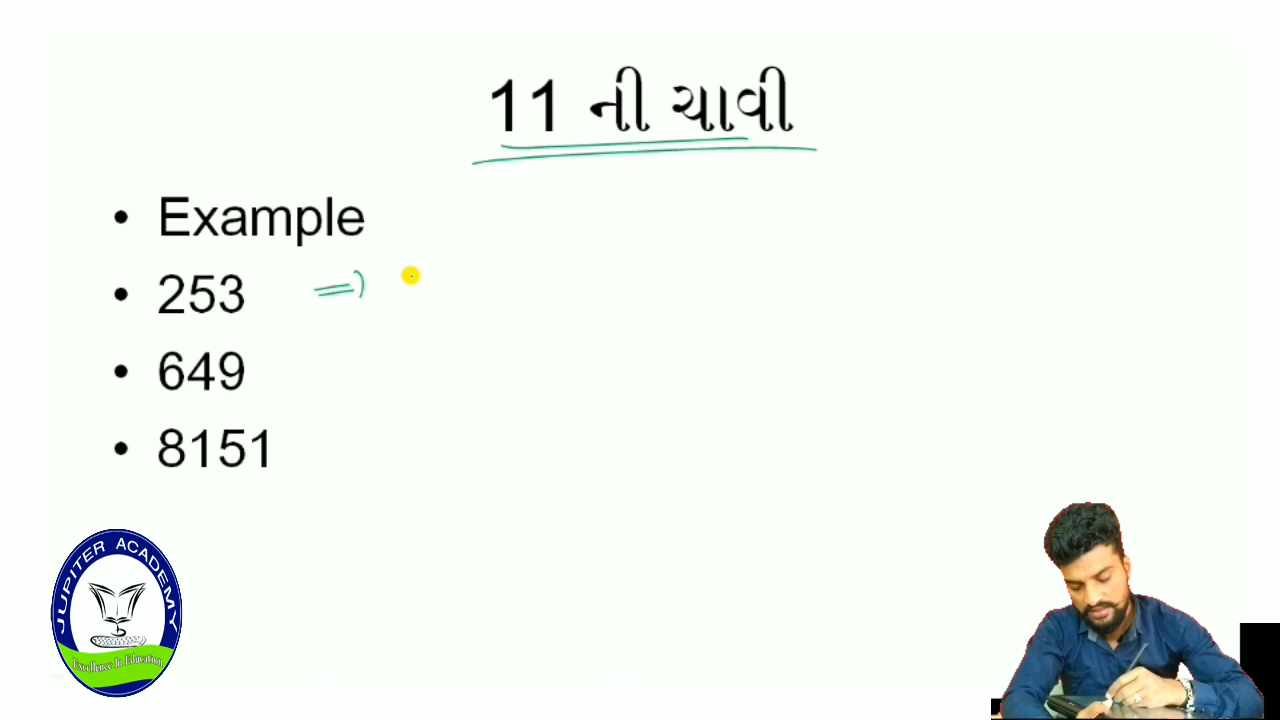 11 ની ચાવી
• Example
• 253 ⇒
• 649
• 8151
JUPITER ACADEMY
Excellence In Education